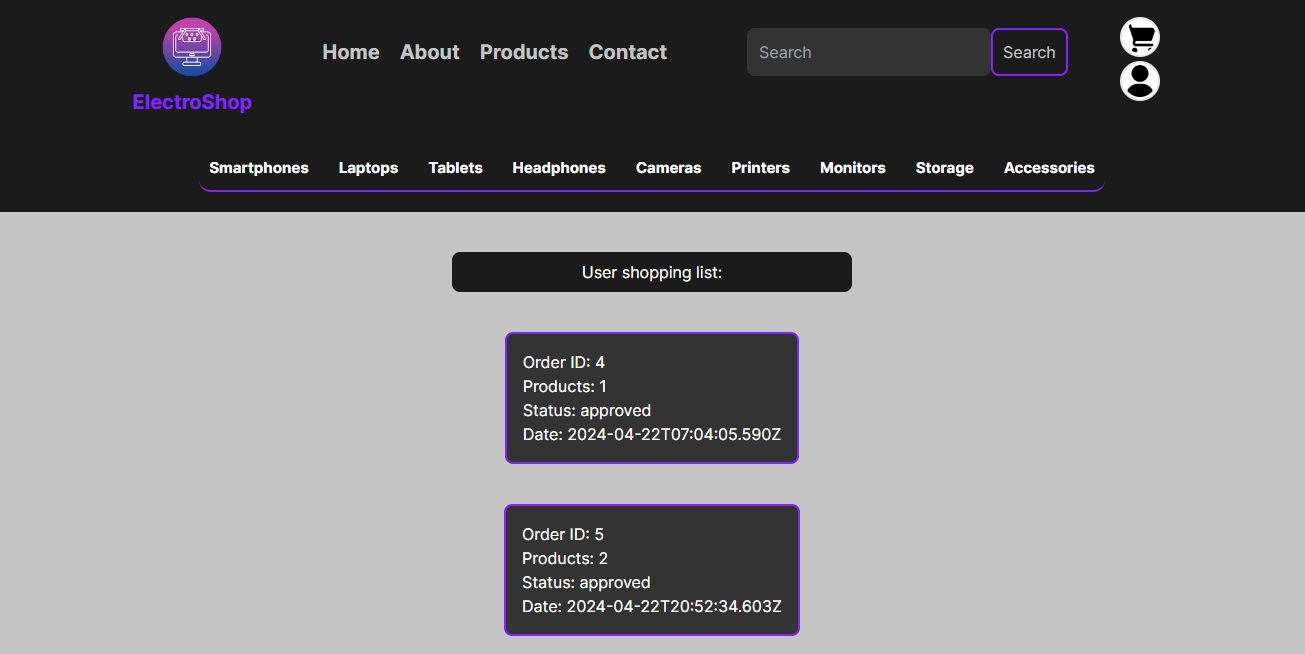 Home About Products Contact
Search Search
ElectroShop
Smartphones Laptops Tablets Headphones Cameras Printers Monitors Storage Accessories
User shopping list:
Order ID: 4
Products: 1
Status: approved
Date: 2024-04-22T07:04:05.590Z
Order ID: 5
Products: 2
Status: approved
Date: 2024-04-22T20:52:34.603Z